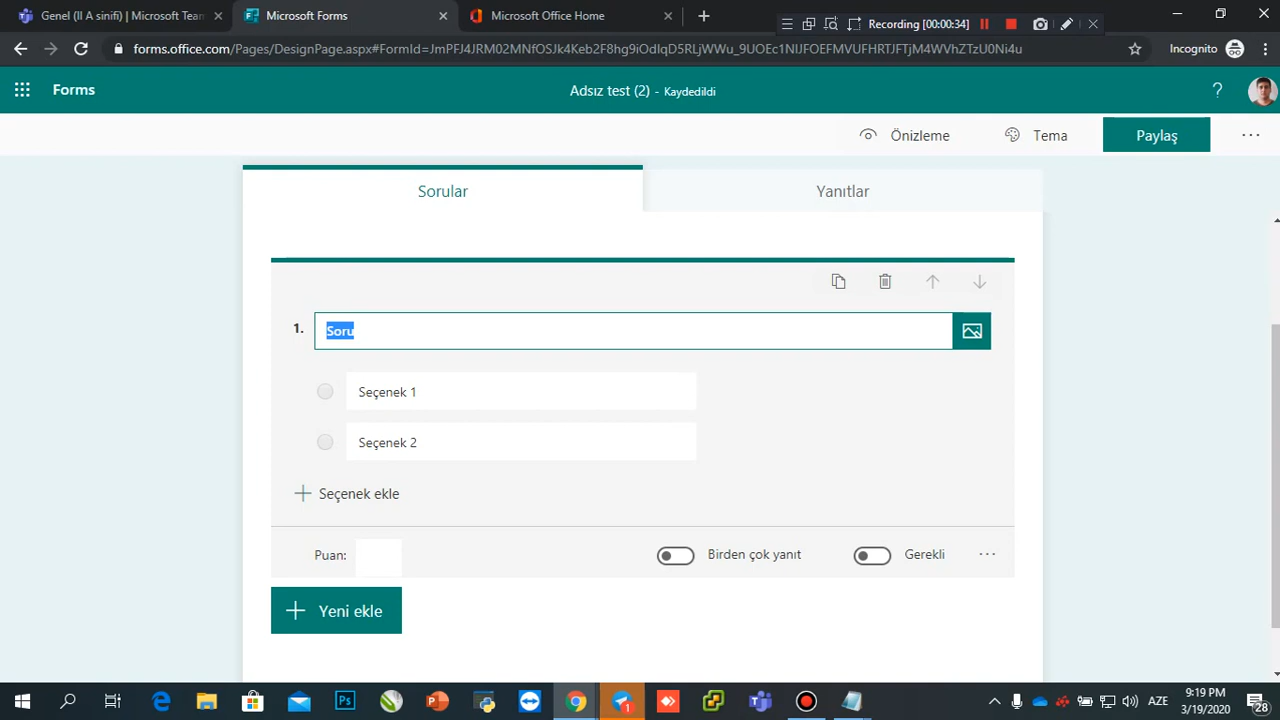 Genel (II A sinifi) | Microsoft Team
Microsoft Forms
Microsoft Office Home
Recording [00:00:34]
forms.office.com/Pages/DesignPage.aspx#FormId=JmPFJ4JRM02MNfOSJk4Keb2F8hg9iOdIqD5RLjWWu_9UOEc1NIJFOEFMVUFHRTJFTjM4WVhZTzU0Ni4u
Incognito
Forms
Adsız test (2) - Kaydedildi
?
Önizleme
Tema
Paylaş
Sorular
Yanıtlar
1.
Soru
Seçenek 1
Seçenek 2
Seçenek ekle
Puan:
Birden çok yanıt
Gerekli
Yeni ekle
AZE
9:19 PM
3/19/2020
28